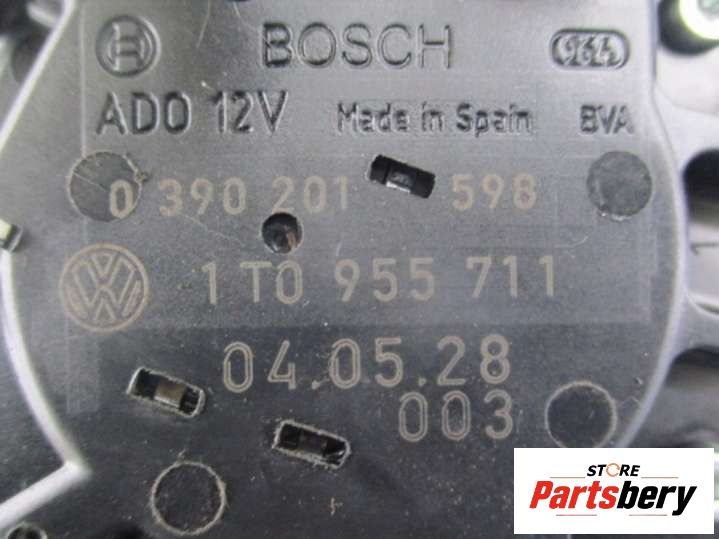 BOSCH
ADO 12V Made in Spain BVA
0 390 201 598
VW 1T0 955 711
04.05.28
003
STORE
Partsbery